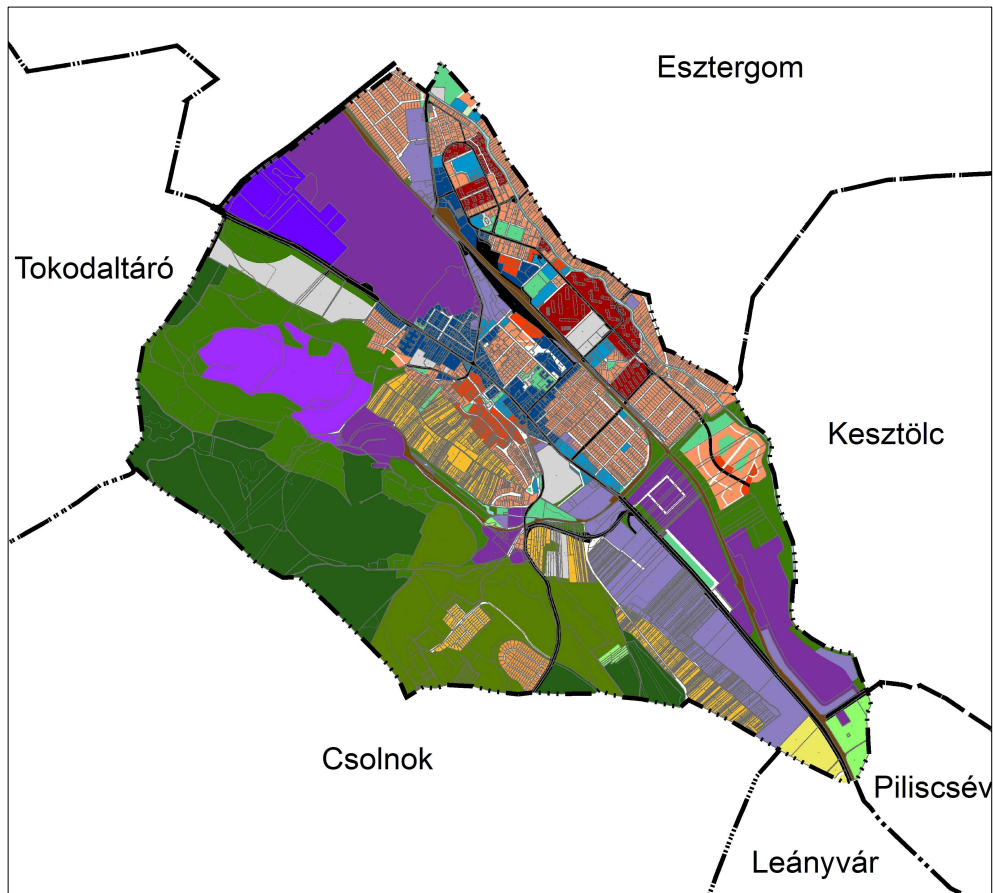 Esztergom
Tokodaltáró
Kesztölc
Csolnok
Piliscsév
Leányvár